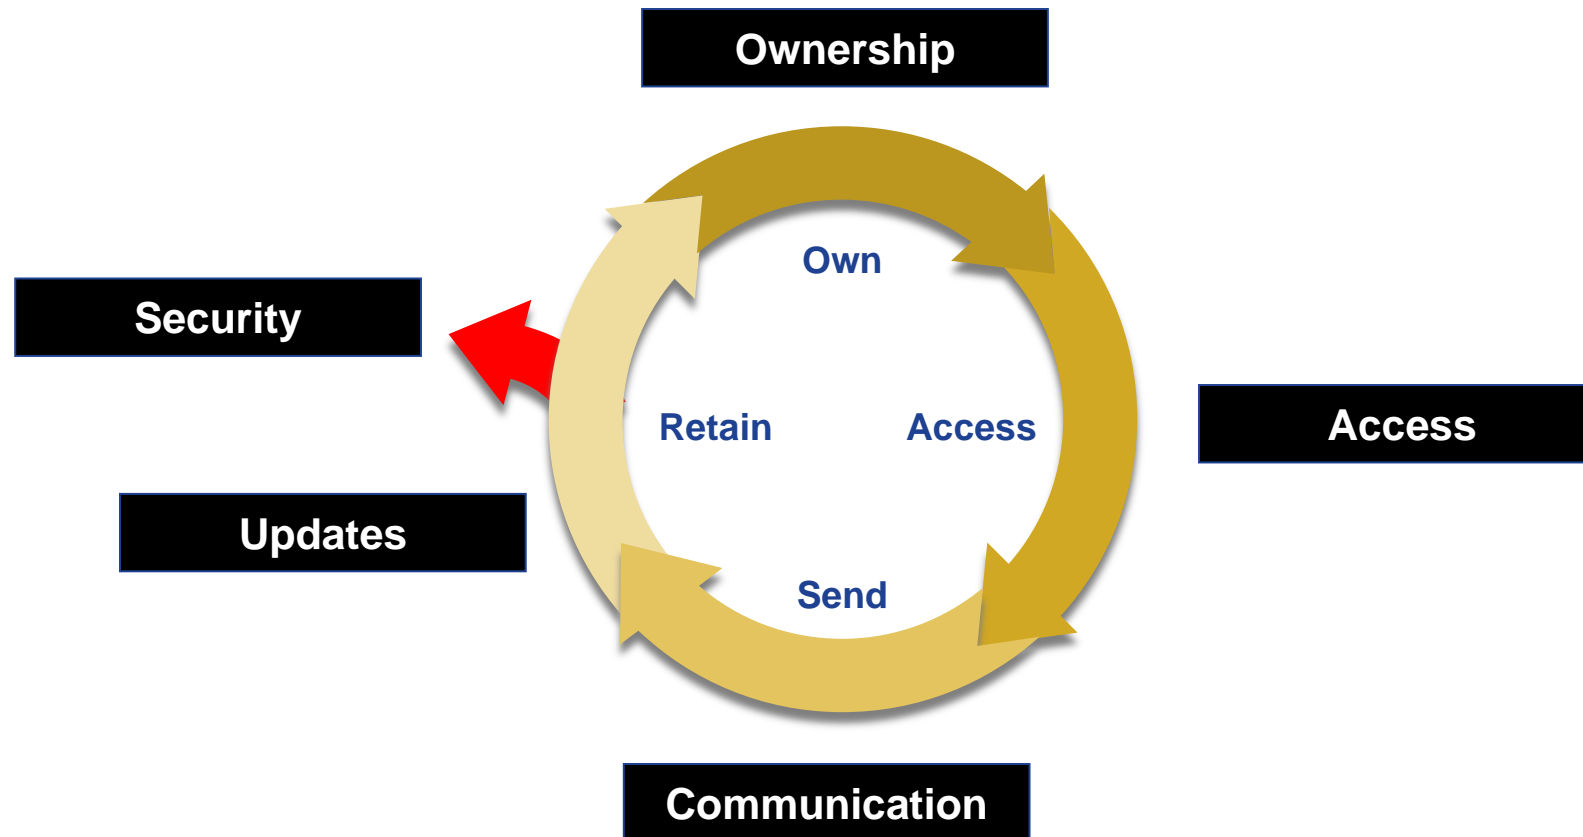 Ownership
Own
Security
Retain
Access
Access
Updates
Send
Communication